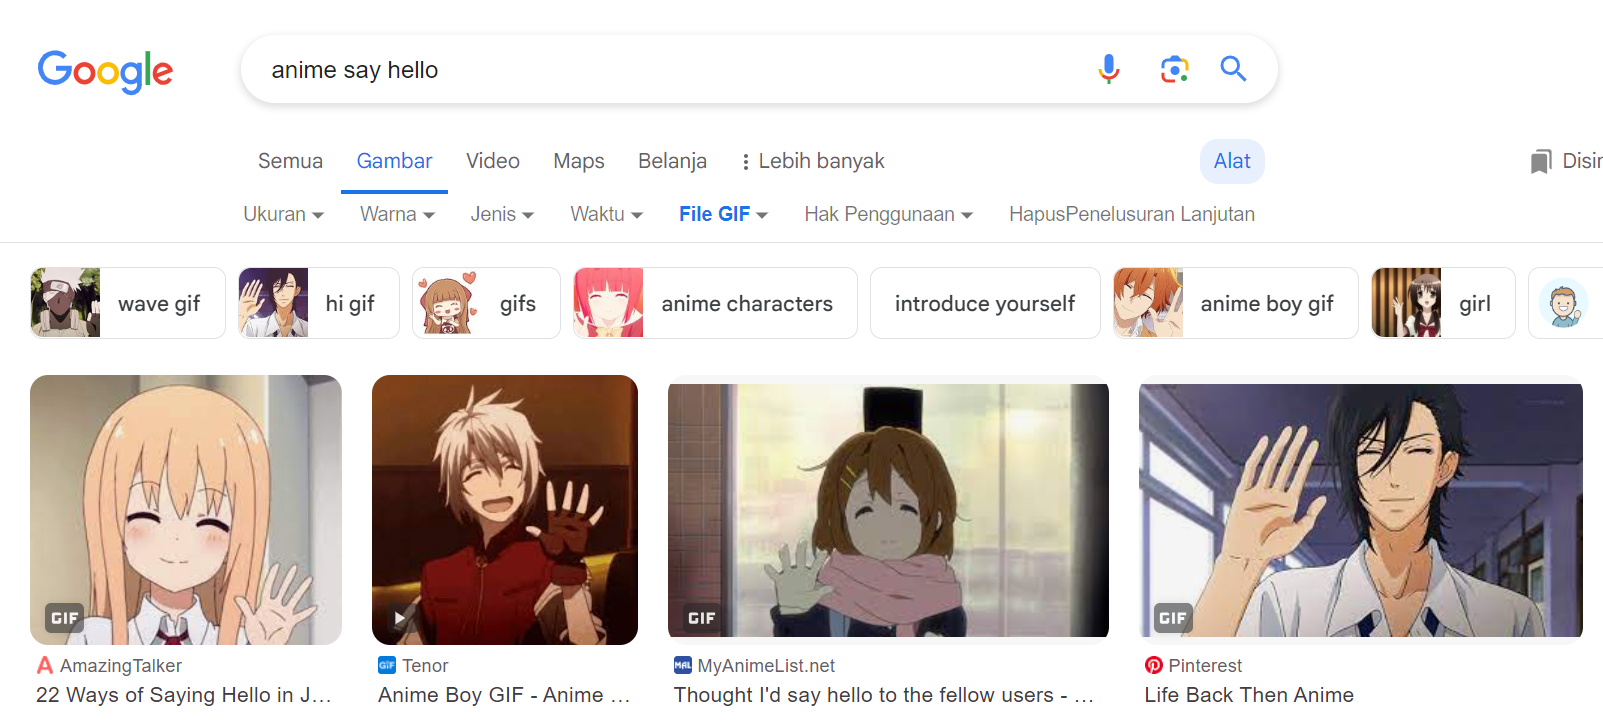 Google
anime say hello
Semua Gambar Video Maps Belanja Lebih banyak Alat Disir
Ukuran Warna Jenis Waktu File GIF Hak Penggunaan HapusPenelusuran Lanjutan
wave gif hi gif gifs anime characters introduce yourself anime boy gif girl
GIF GIF GIF
A AmazingTalker GIF Tenor MAL MyAnimeList.net Pinterest
22 Ways of Saying Hello in J... Anime Boy GIF - Anime ... Thought I'd say hello to the fellow users - ... Life Back Then Anime